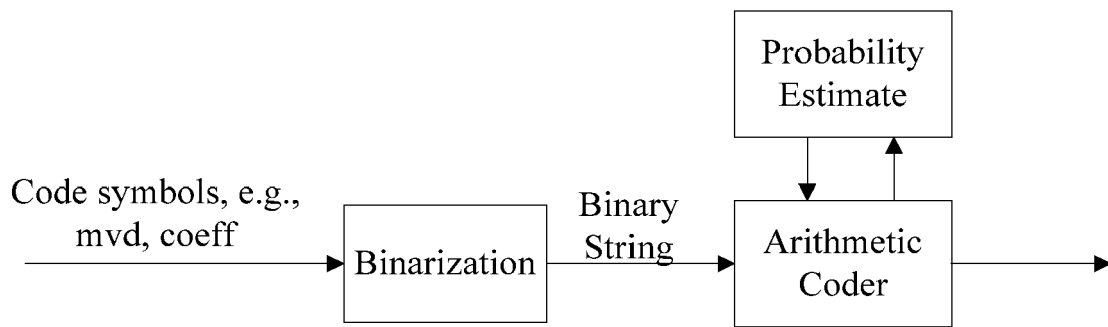 Probability
Estimate
Code symbols, e.g.,
mvd, coeff
Binarization
Binary
String
Arithmetic
Coder